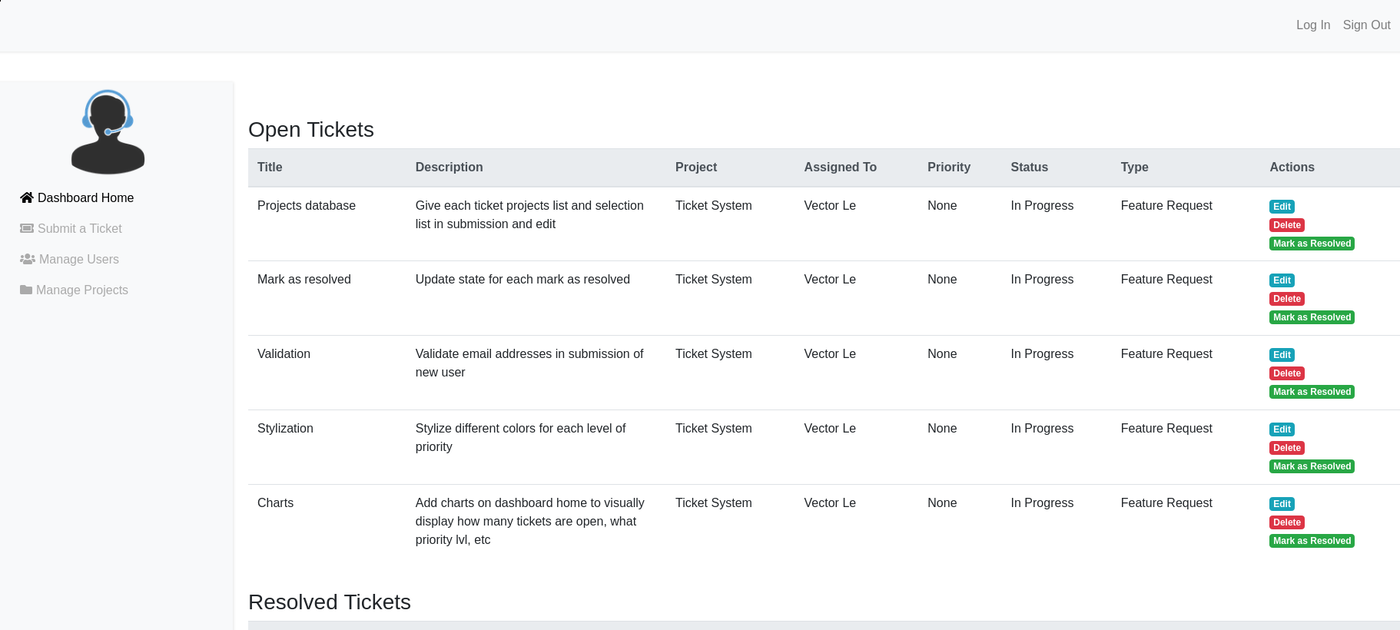 Log In Sign Out
Dashboard Home
Submit a Ticket
Manage Users
Manage Projects
Open Tickets
Title Description Project Assigned To Priority Status Type Actions
Projects database Give each ticket projects list and selection Ticket System Vector Le None In Progress Feature Request Edit
list in submission and edit Delete
Mark as Resolved
Mark as resolved Update state for each mark as resolved Ticket System Vector Le None In Progress Feature Request Edit
Delete
Mark as Resolved
Validation Validate email addresses in submission of Ticket System Vector Le None In Progress Feature Request Edit
new user Delete
Mark as Resolved
Stylization Stylize different colors for each level of Ticket System Vector Le None In Progress Feature Request Edit
priority Delete
Mark as Resolved
Charts Add charts on dashboard home to visually Ticket System Vector Le None In Progress Feature Request Edit
display how many tickets are open, what Delete
priority lvl, etc Mark as Resolved
Resolved Tickets